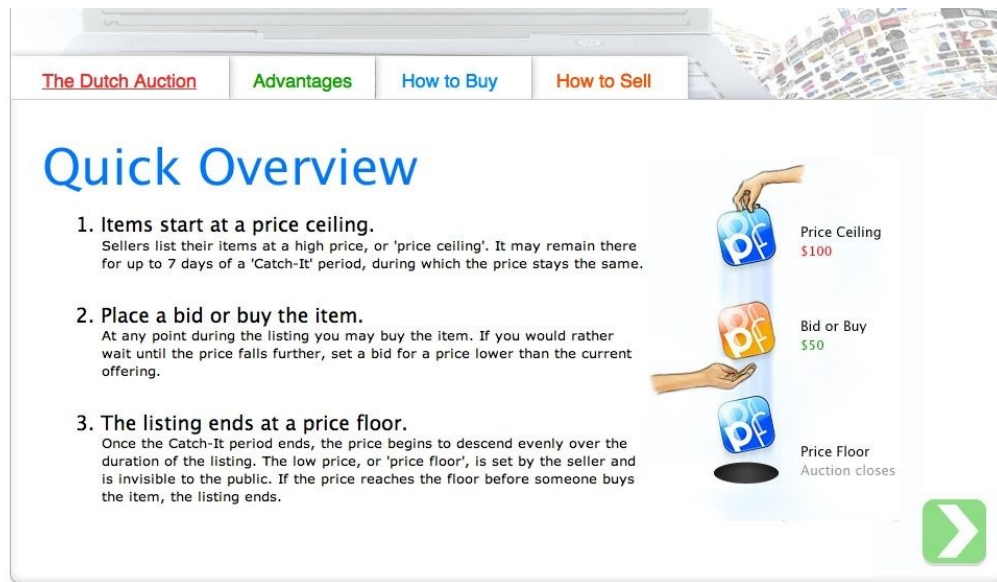 The Dutch Auction
Advantages
How to Buy
How to Sell
Quick Overview
1. Items start at a price ceiling.
Sellers list their items at a high price, or 'price ceiling'. It may remain there
for up to 7 days of a 'Catch-It' period, during which the price stays the same.
2. Place a bid or buy the item.
At any point during the listing you may buy the item. If you would rather
wait until the price falls further, set a bid for a price lower than the current
offering.
3. The listing ends at a price floor.
Once the Catch-It period ends, the price begins to descend evenly over the
duration of the listing. The low price, or 'price floor', is set by the seller and
is invisible to the public. If the price reaches the floor before someone buys
the item, the listing ends.
pf
Price Ceiling
$100
pf
Bid or Buy
$50
pf
Price Floor
Auction closes